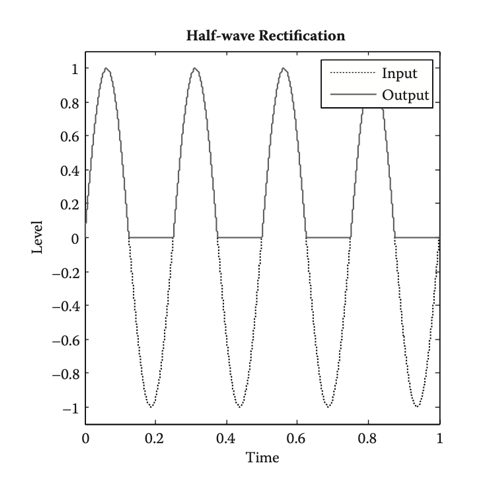 Half-wave Rectification
Input
Output
1
0.8
0.6
0.4
0.2
0
−0.2
−0.4
−0.6
−0.8
−1
Level
0 0.2 0.4 0.6 0.8 1
Time